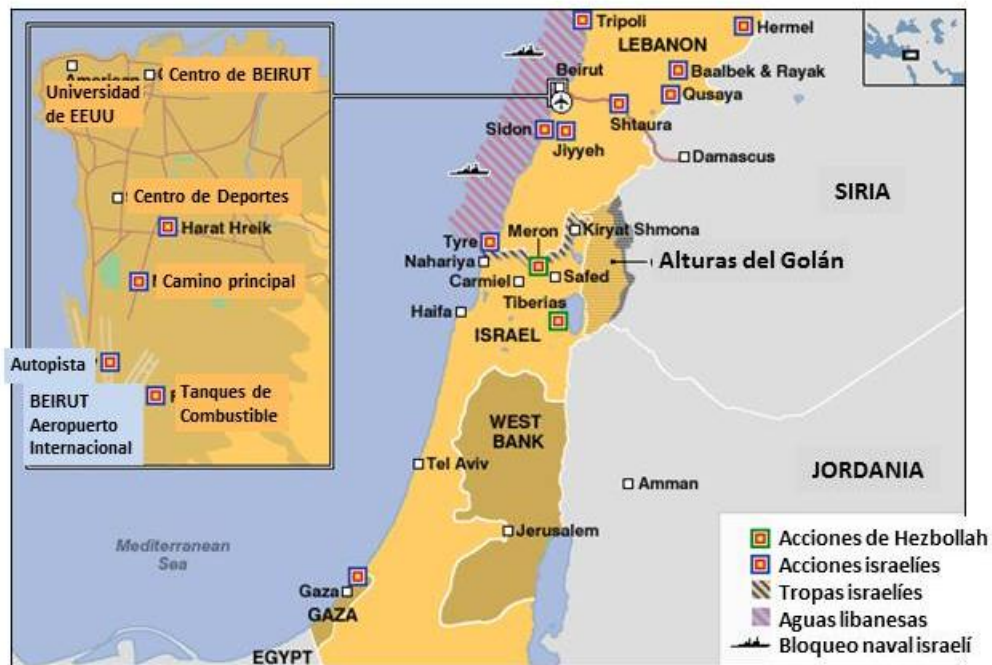 American
Universidad
de EEUU
Centro de BEIRUT
Centro de Deportes
Harat Hreik
Camino principal
Autopista
BEIRUT
Aeropuerto
Internacional
Tanques de
Combustible
Tripoli
Hermel
LEBANON
Beirut
Baalbek & Rayak
Qusaya
Shtaura
Sidon
Jiyyeh
Damascus
SIRIA
Meron
Kiryat Shmona
Tyre
Nahariya
Alturas del Golán
Carmiel
Safed
Tiberias
Haifa
ISRAEL
WEST
BANK
Tel Aviv
JORDANIA
Amman
Jerusalem
Mediterranean
Sea
Gaza
GAZA
EGYPT
Acciones de Hezbollah
Acciones israelíes
Tropas israelíes
Aguas libanesas
Bloqueo naval israelí